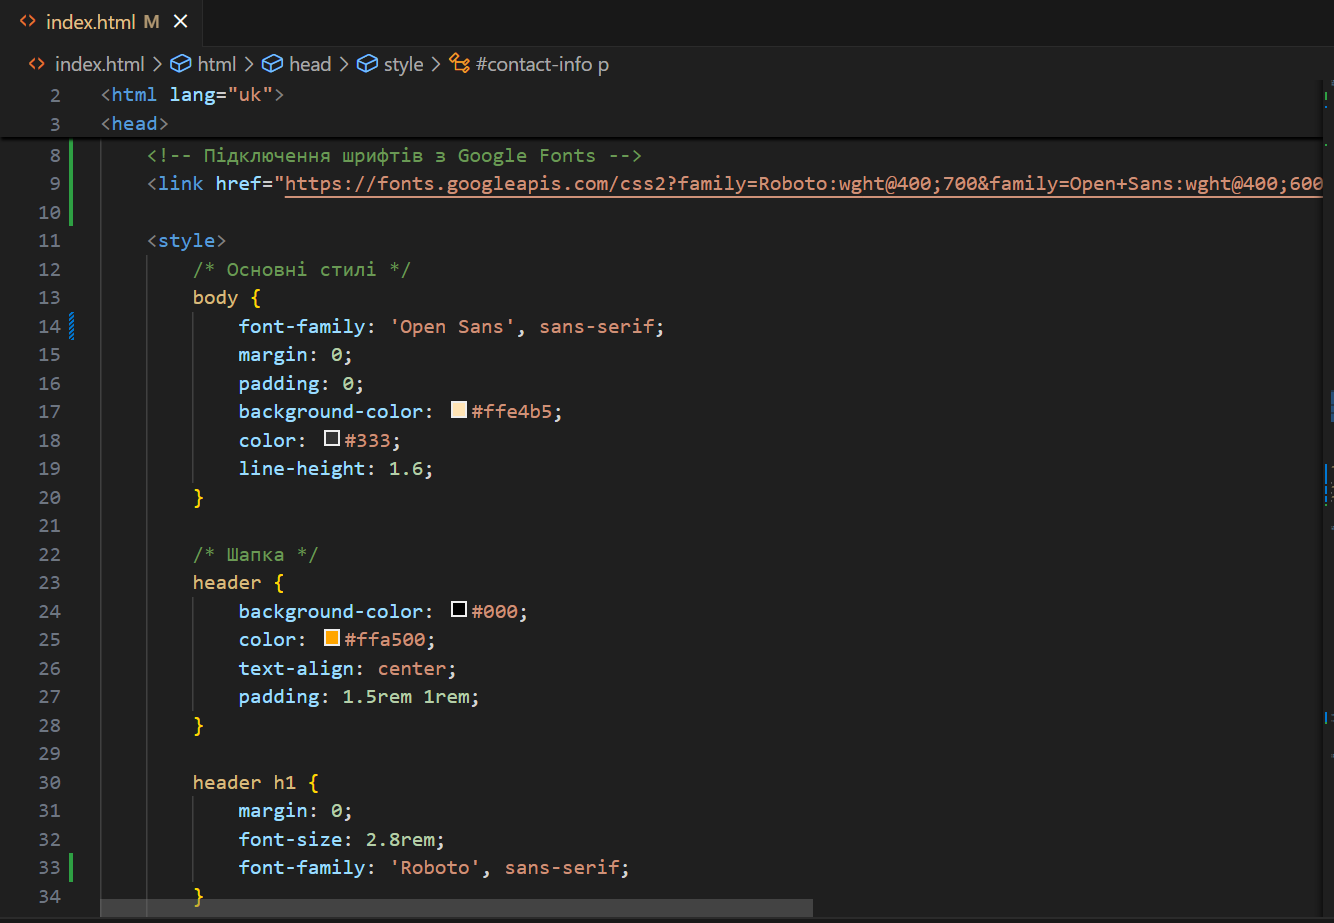 index.html M
index.html > html > head > style > #contact-info p
2 <html lang="uk">
3 <head>
8 <!-- Підключення шрифтів з Google Fonts -->
9 <link href="https://fonts.googleapis.com/css2?family=Roboto:wght@400;700&family=Open+Sans:wght@400;600
10
11 <style>
12 /* Основні стилі */
13 body {
14 font-family: 'Open Sans', sans-serif;
15 margin: 0;
16 padding: 0;
17 background-color: #ffe4b5;
18 color: #333;
19 line-height: 1.6;
20 }
21
22 /* Шапка */
23 header {
24 background-color: #000;
25 color: #ffa500;
26 text-align: center;
27 padding: 1.5rem 1rem;
28 }
29
30 header h1 {
31 margin: 0;
32 font-size: 2.8rem;
33 font-family: 'Roboto', sans-serif;
34 }